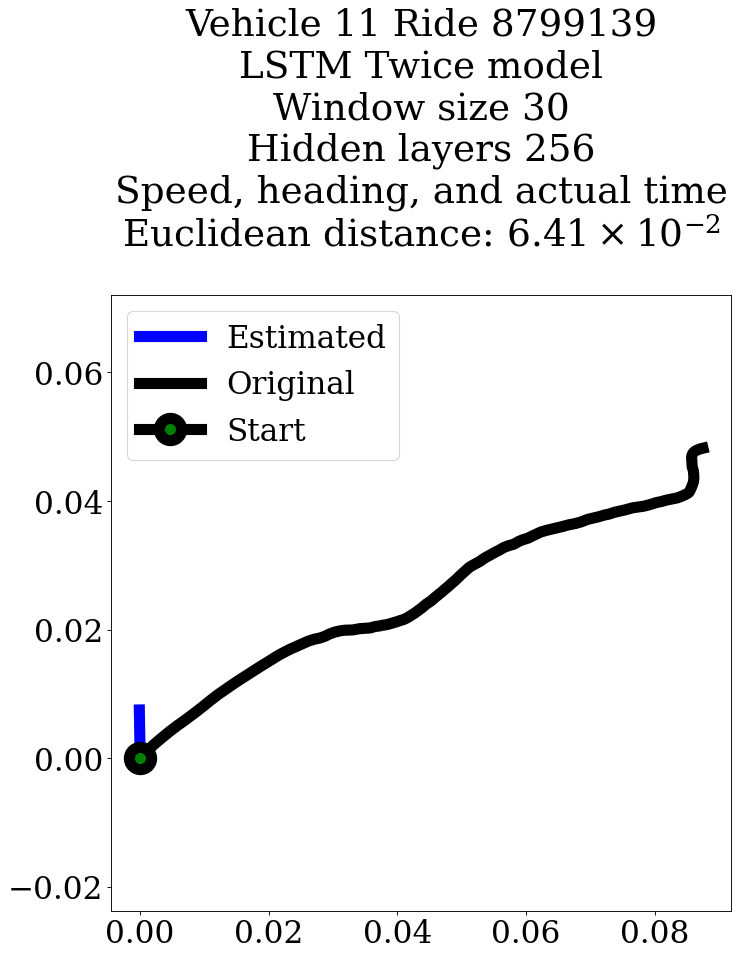 Vehicle 11 Ride 8799139
LSTM Twice model
Window size 30
Hidden layers 256
Speed, heading, and actual time
Euclidean distance: 6.41 × 10⁻²
Estimated
Original
Start
0.06
0.04
0.02
0.00
−0.02
0.00 0.02 0.04 0.06 0.08